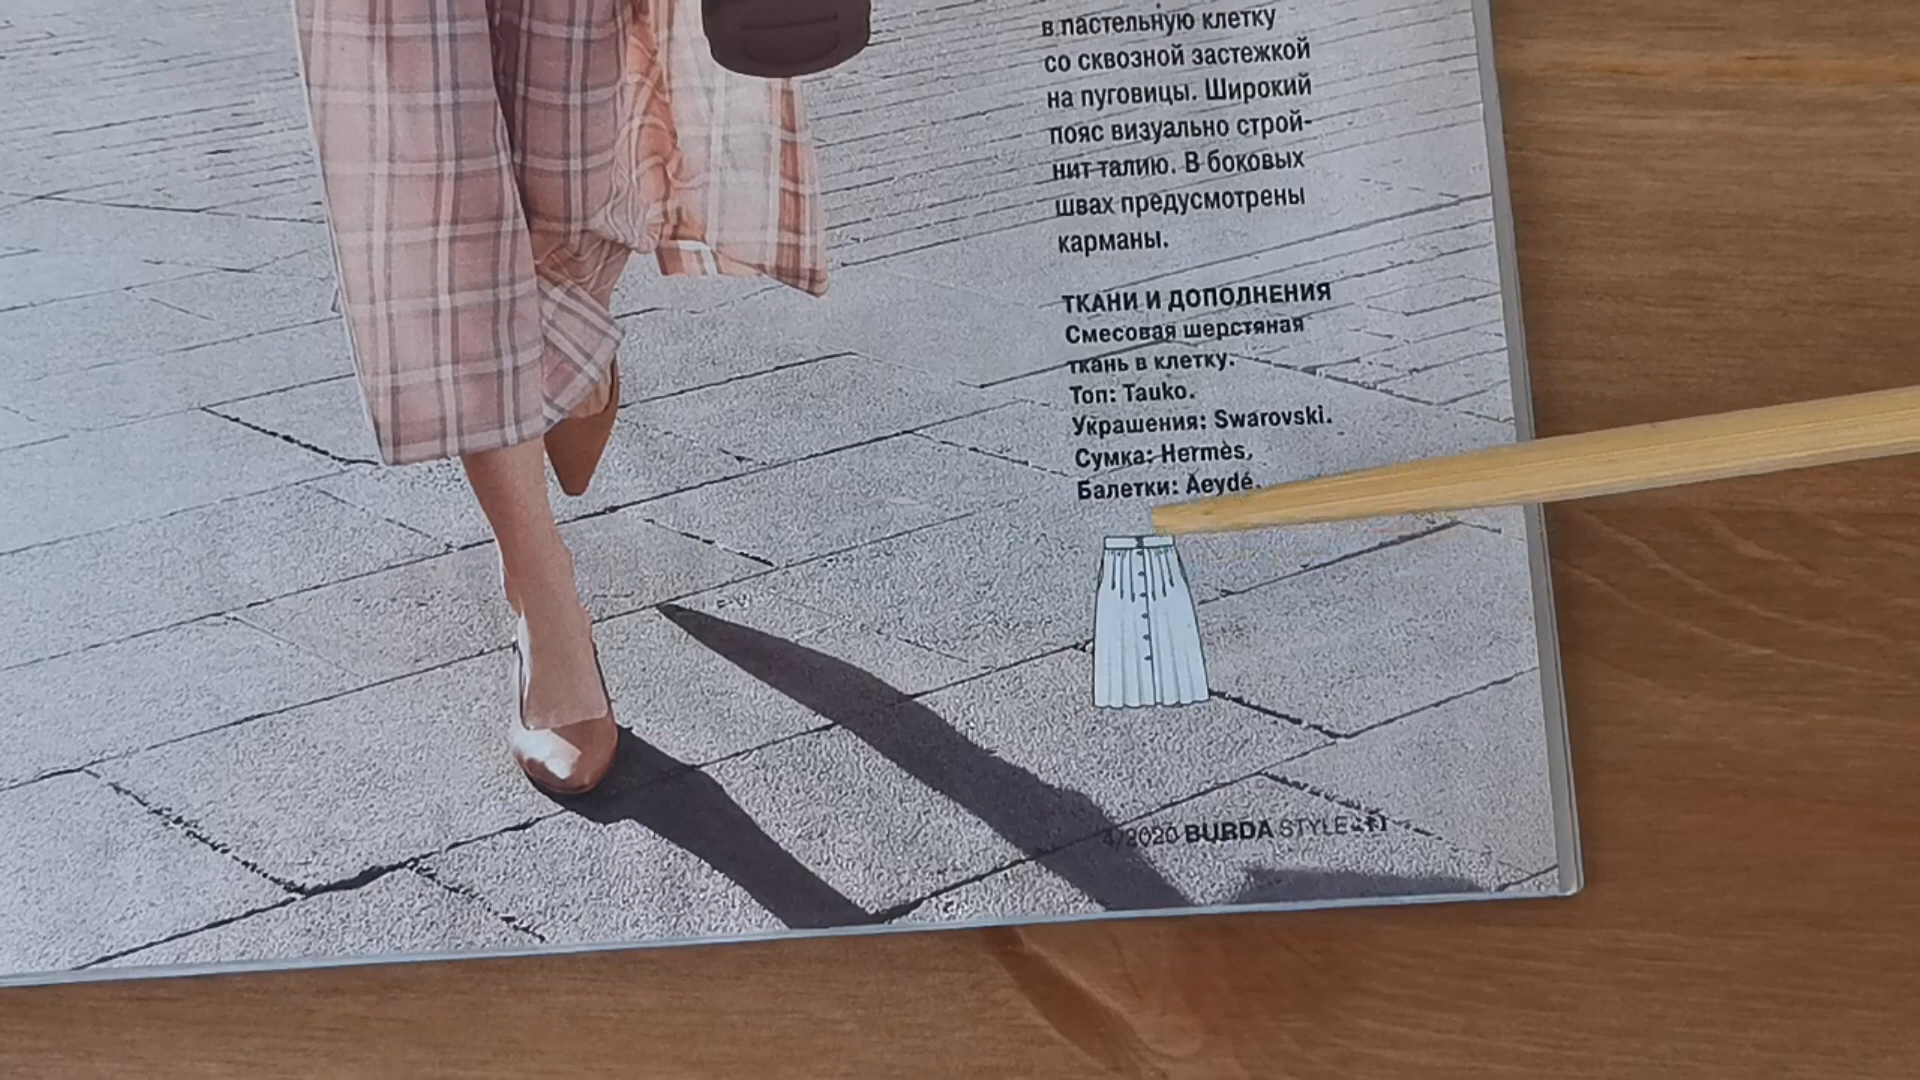 в пастельную клетку
со сквозной застежкой
на пуговицы. Широкий
пояс визуально строй-
нит талию. В боковых
швах предусмотрены
карманы.
ТКАНИ И ДОПОЛНЕНИЯ
Смесовая шерстяная
ткань в клетку.
Топ: Tauko.
Украшения: Swarovski.
Сумка: Hermès,
Балетки: Aeydē.
4/2020 BURDA STYLE